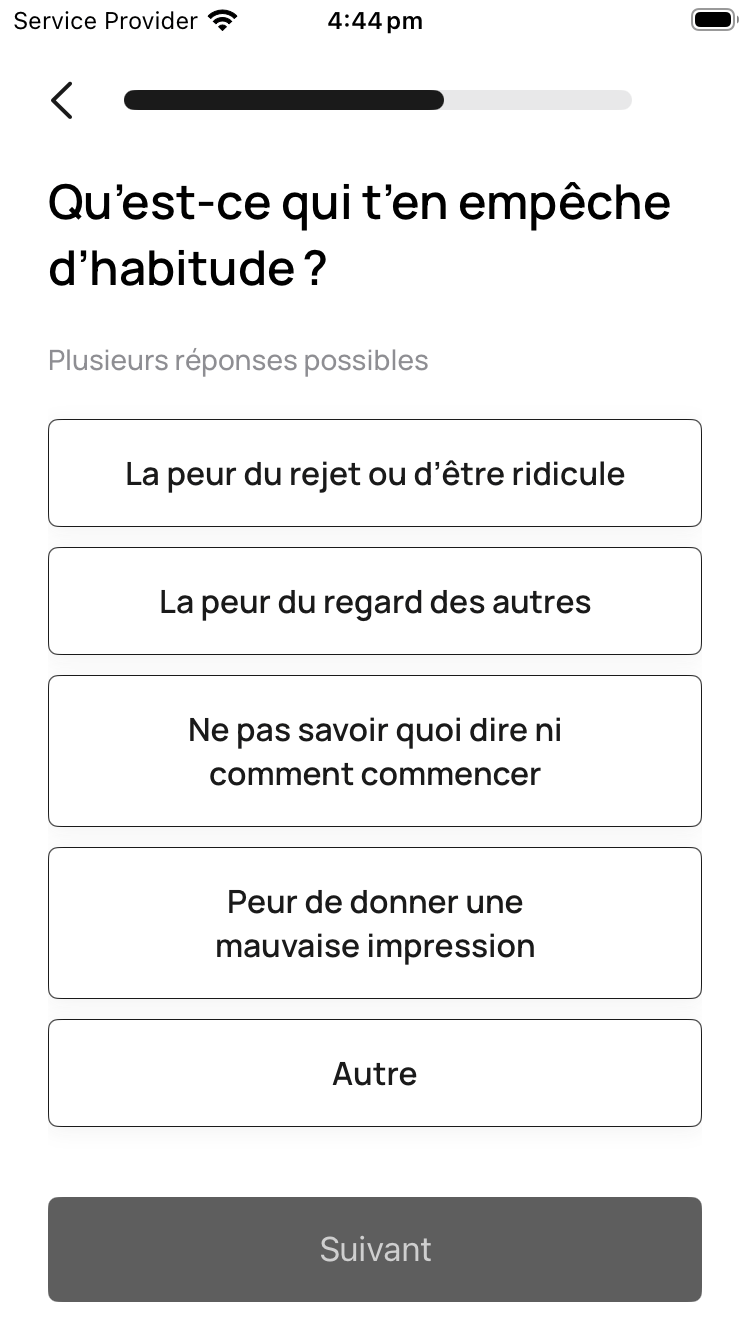 Service Provider 4:44 pm
Qu’est-ce qui t’en empêche
d’habitude ?
Plusieurs réponses possibles
La peur du rejet ou d’être ridicule
La peur du regard des autres
Ne pas savoir quoi dire ni
comment commencer
Peur de donner une
mauvaise impression
Autre
Suivant